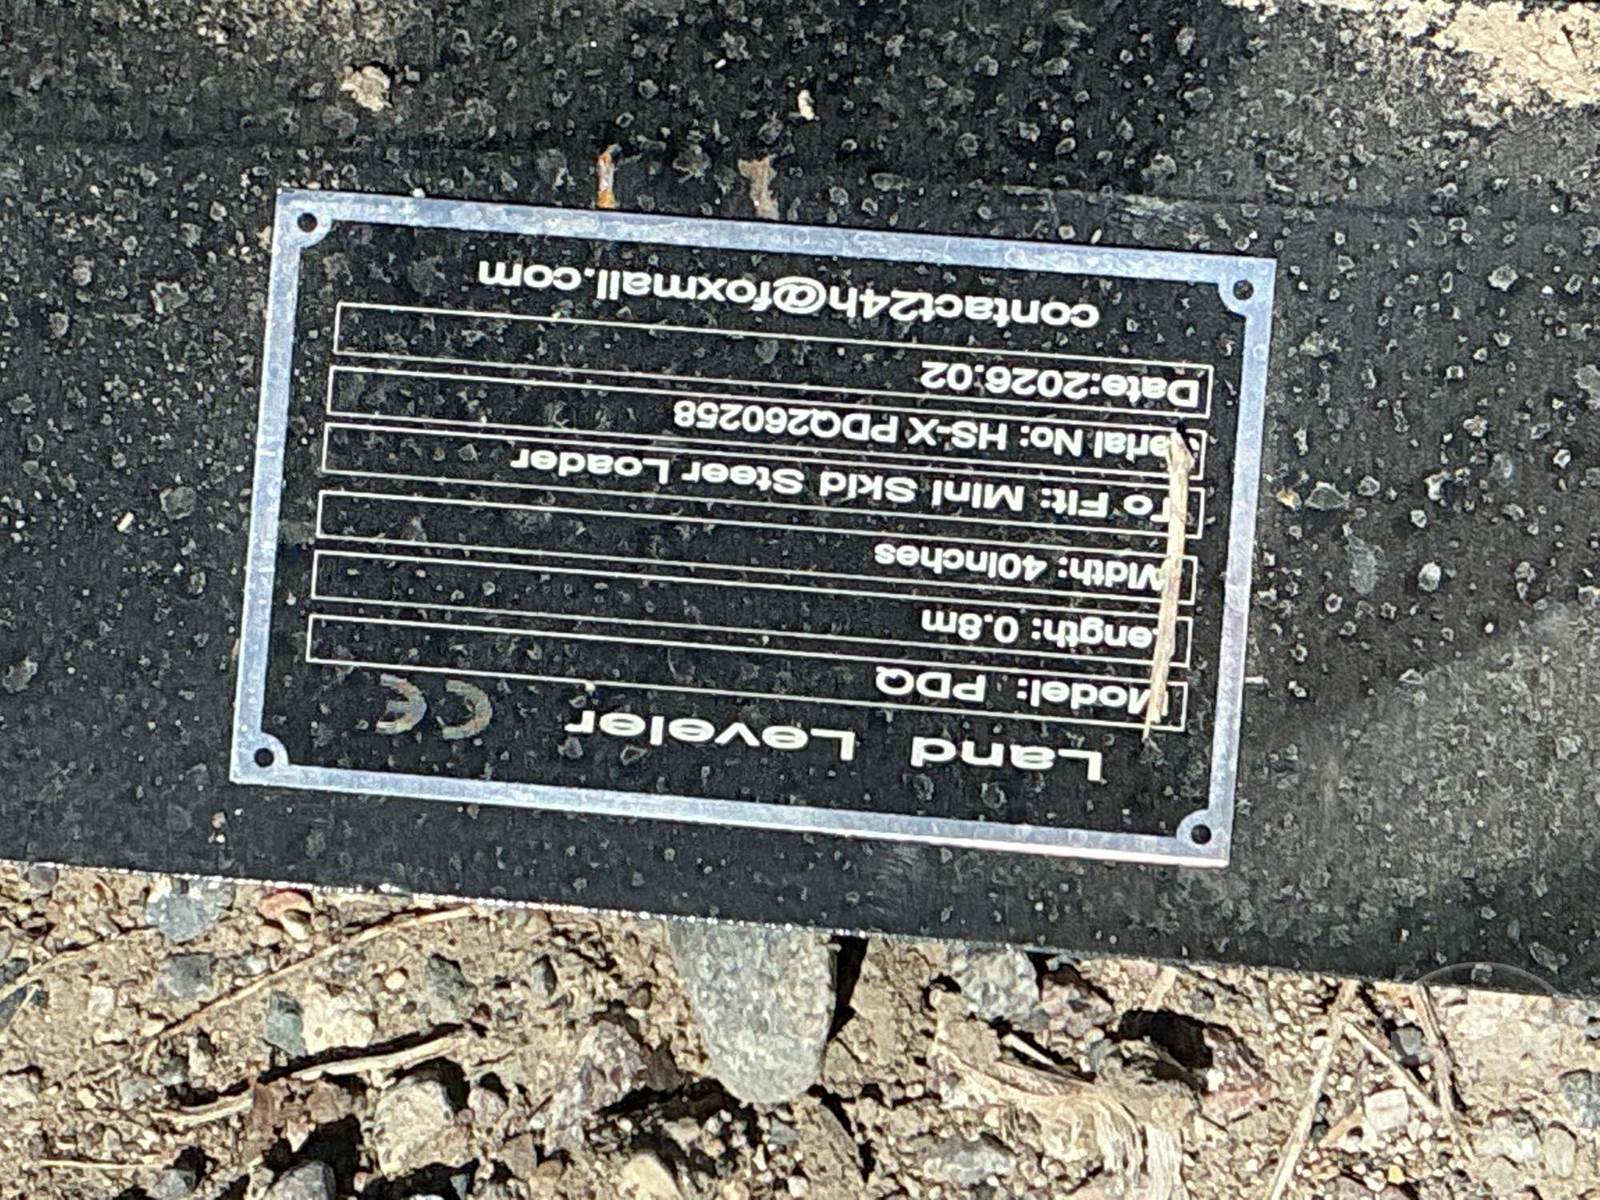 Land Leveler CE
Model: PDQ
Length: 0.8m
Width: 40Inches
To Fit: Mini Skid Steer Loader
Serial No: HS-X PDQ260258
Date:2026.02
contact24h@foxmail.com